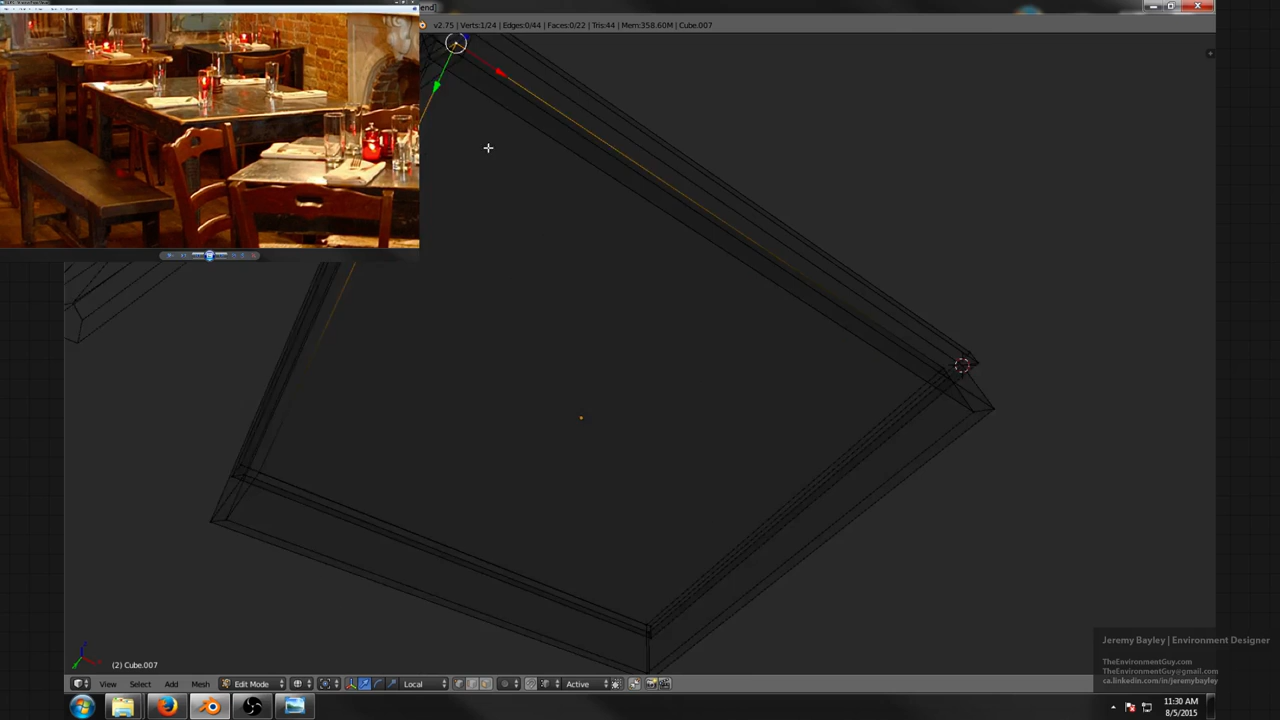 end]
v2.75 | Verts:1/24 | Edges:0/44 | Faces:0/22 | Tris:44 | Mem:358.60M | Cube.007
(2) Cube.007
View Select Add Mesh Edit Mode Local Active
Jeremy Bayley | Environment Designer
TheEnvironmentGuy.com
TheEnvironmentGuy@gmail.com
ca.linkedin.com/in/jeremybayley
11:30 AM
8/5/2015